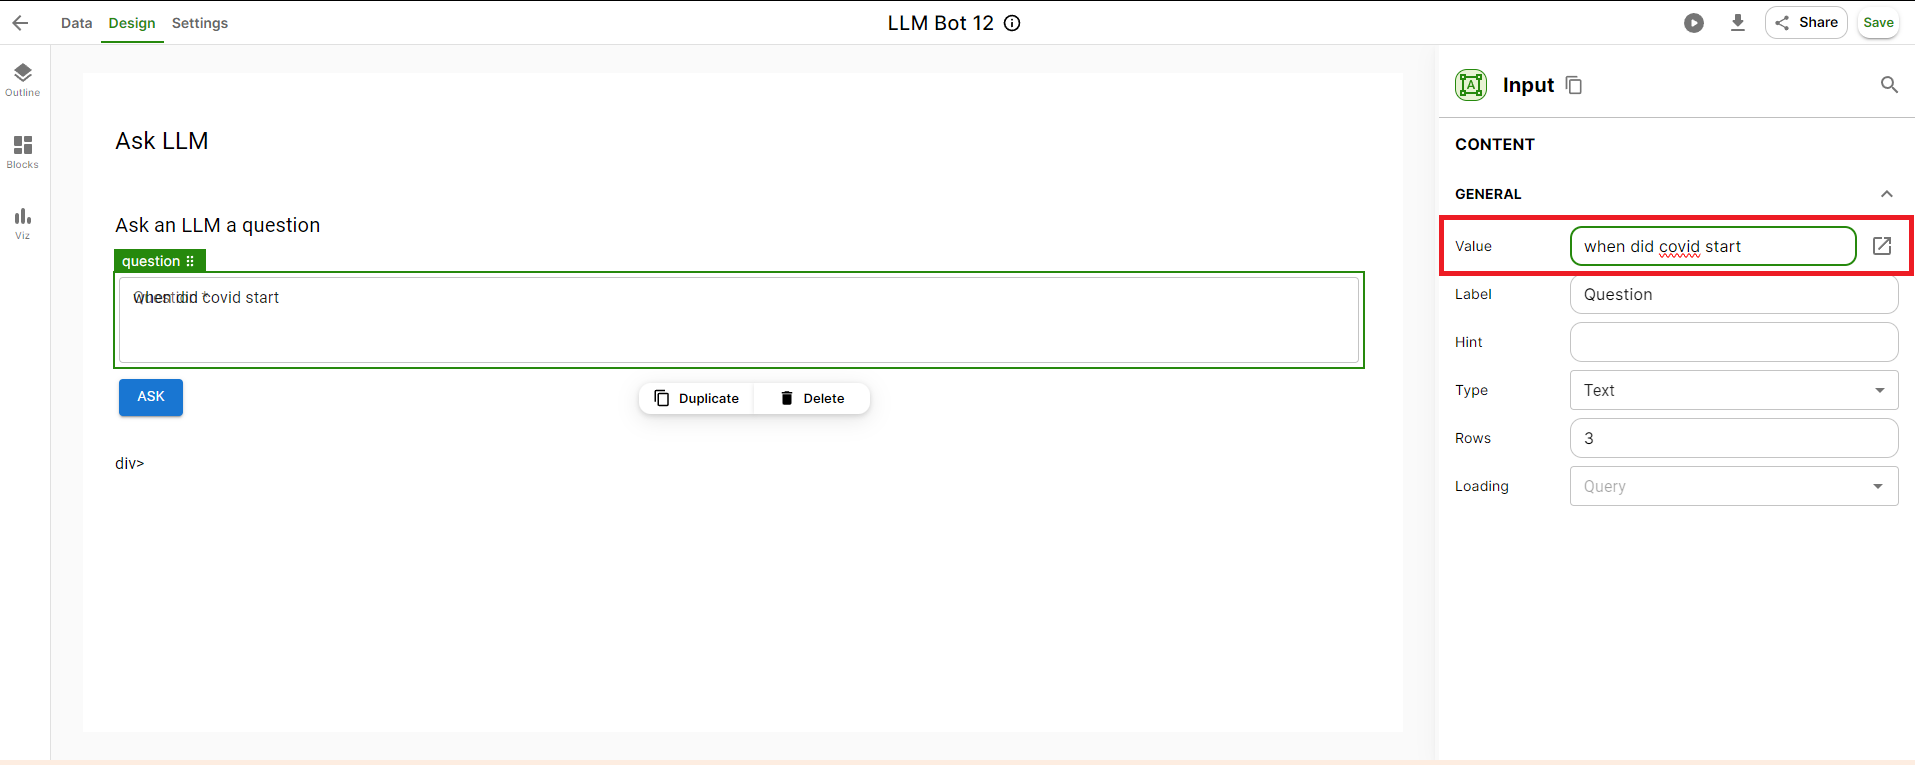 Data Design Settings LLM Bot 12 Share Save
Outline
Blocks
Viz
Ask LLM
Ask an LLM a question
question
Question *
when did covid start
ASK
Duplicate Delete
div>
A Input
CONTENT
GENERAL
Value when did covid start
Label Question
Hint
Type Text
Rows 3
Loading Query